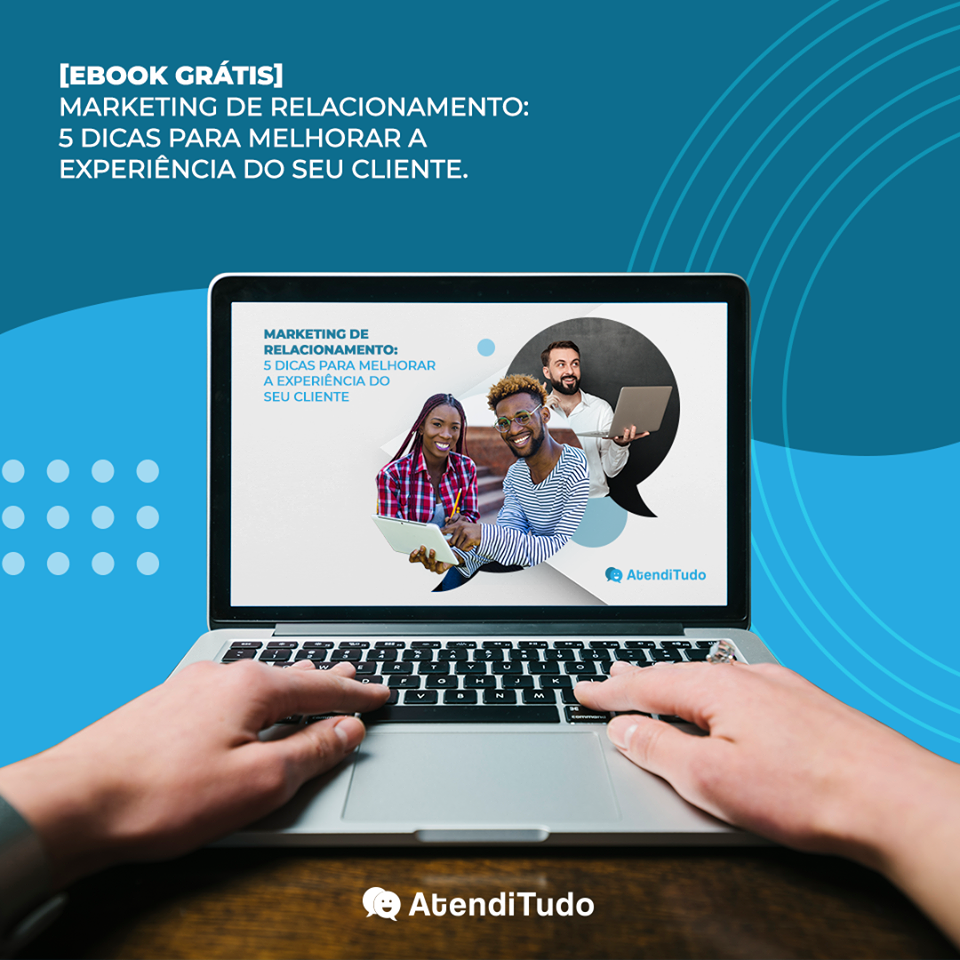 [EBOOK GRÁTIS]
MARKETING DE RELACIONAMENTO:
5 DICAS PARA MELHORAR A
EXPERIÊNCIA DO SEU CLIENTE.
MARKETING DE
RELACIONAMENTO:
5 DICAS PARA MELHORAR
A EXPERIÊNCIA DO
SEU CLIENTE
AtendiTudo
AtendiTudo